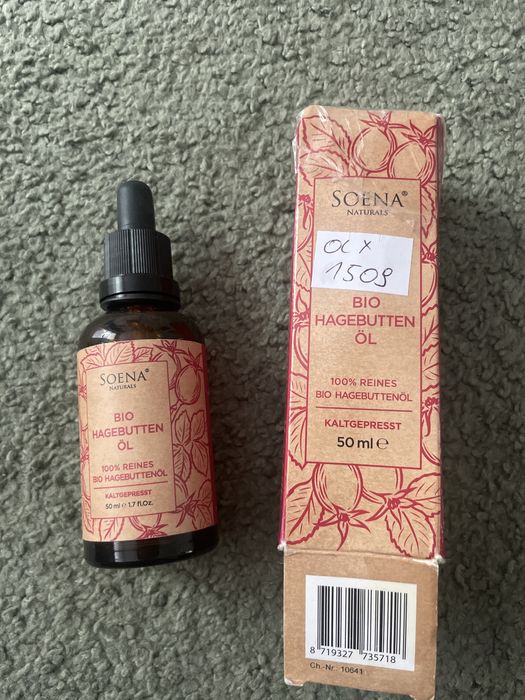 SOENA®
NATURALS
BIO
HAGEBUTTEN
ÖL
100% REINES
BIO HAGEBUTTENÖL
KALTGEPRESST
50 ml ℮ 1.7 fl.Oz.
SOENA®
NATURALS
OLX
1509
BIO
HAGEBUTTEN
ÖL
100% REINES
BIO HAGEBUTTENÖL
KALTGEPRESST
50 ml ℮
8 719327 735718
Ch.-Nr.: 10641